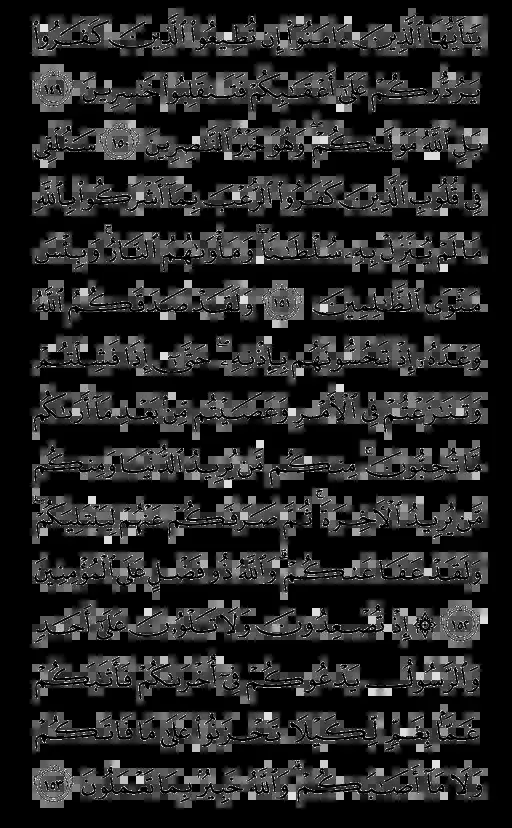 يَٰٓأَيُّهَا ٱلَّذِينَ ءَامَنُوٓا۟ إِن تُطِيعُوا۟ ٱلَّذِينَ كَفَرُوا۟
يَرُدُّوكُمْ عَلَىٰٓ أَعْقَٰبِكُمْ فَتَنقَلِبُوا۟ خَٰسِرِينَ ١٤٩
بَلِ ٱللَّهُ مَوْلَىٰكُمْ وَهُوَ خَيْرُ ٱلنَّٰصِرِينَ ١٥٠ سَنُلْقِى
فِى قُلُوبِ ٱلَّذِينَ كَفَرُوا۟ ٱلرُّعْبَ بِمَآ أَشْرَكُوا۟ بِٱللَّهِ
مَا لَمْ يُنَزِّلْ بِهِۦ سُلْطَٰنًا وَمَأْوَىٰهُمُ ٱلنَّارُ وَبِئْسَ
مَثْوَى ٱلظَّٰلِمِينَ ١٥١ وَلَقَدْ صَدَقَكُمُ ٱللَّهُ
وَعْدَهُۥٓ إِذْ تَحُسُّونَهُم بِإِذْنِهِۦ حَتَّىٰٓ إِذَا فَشِلْتُمْ
وَتَنَٰزَعْتُمْ فِى ٱلْأَمْرِ وَعَصَيْتُم مِّنۢ بَعْدِ مَآ أَرَىٰكُم
مَّا تُحِبُّونَ مِنكُم مَّن يُرِيدُ ٱلدُّنْيَا وَمِنكُم
مَّن يُرِيدُ ٱلْءَاخِرَةَ ثُمَّ صَرَفَكُمْ عَنْهُمْ لِيَبْتَلِيَكُمْ
وَلَقَدْ عَفَا عَنكُمْ وَٱللَّهُ ذُو فَضْلٍ عَلَى ٱلْمُؤْمِنِينَ
١٥٢ ۞ إِذْ تُصْعِدُونَ وَلَا تَلْوُۥنَ عَلَىٰٓ أَحَدٍ
وَٱلرَّسُولُ يَدْعُوكُمْ فِىٓ أُخْرَىٰكُمْ فَأَثَٰبَكُمْ
غَمًّۢا بِغَمٍّ لِّكَيْلَا تَحْزَنُوا۟ عَلَىٰ مَا فَاتَكُمْ
وَلَا مَآ أَصَٰبَكُمْ وَٱللَّهُ خَبِيرٌۢ بِمَا تَعْمَلُونَ ١٥٣